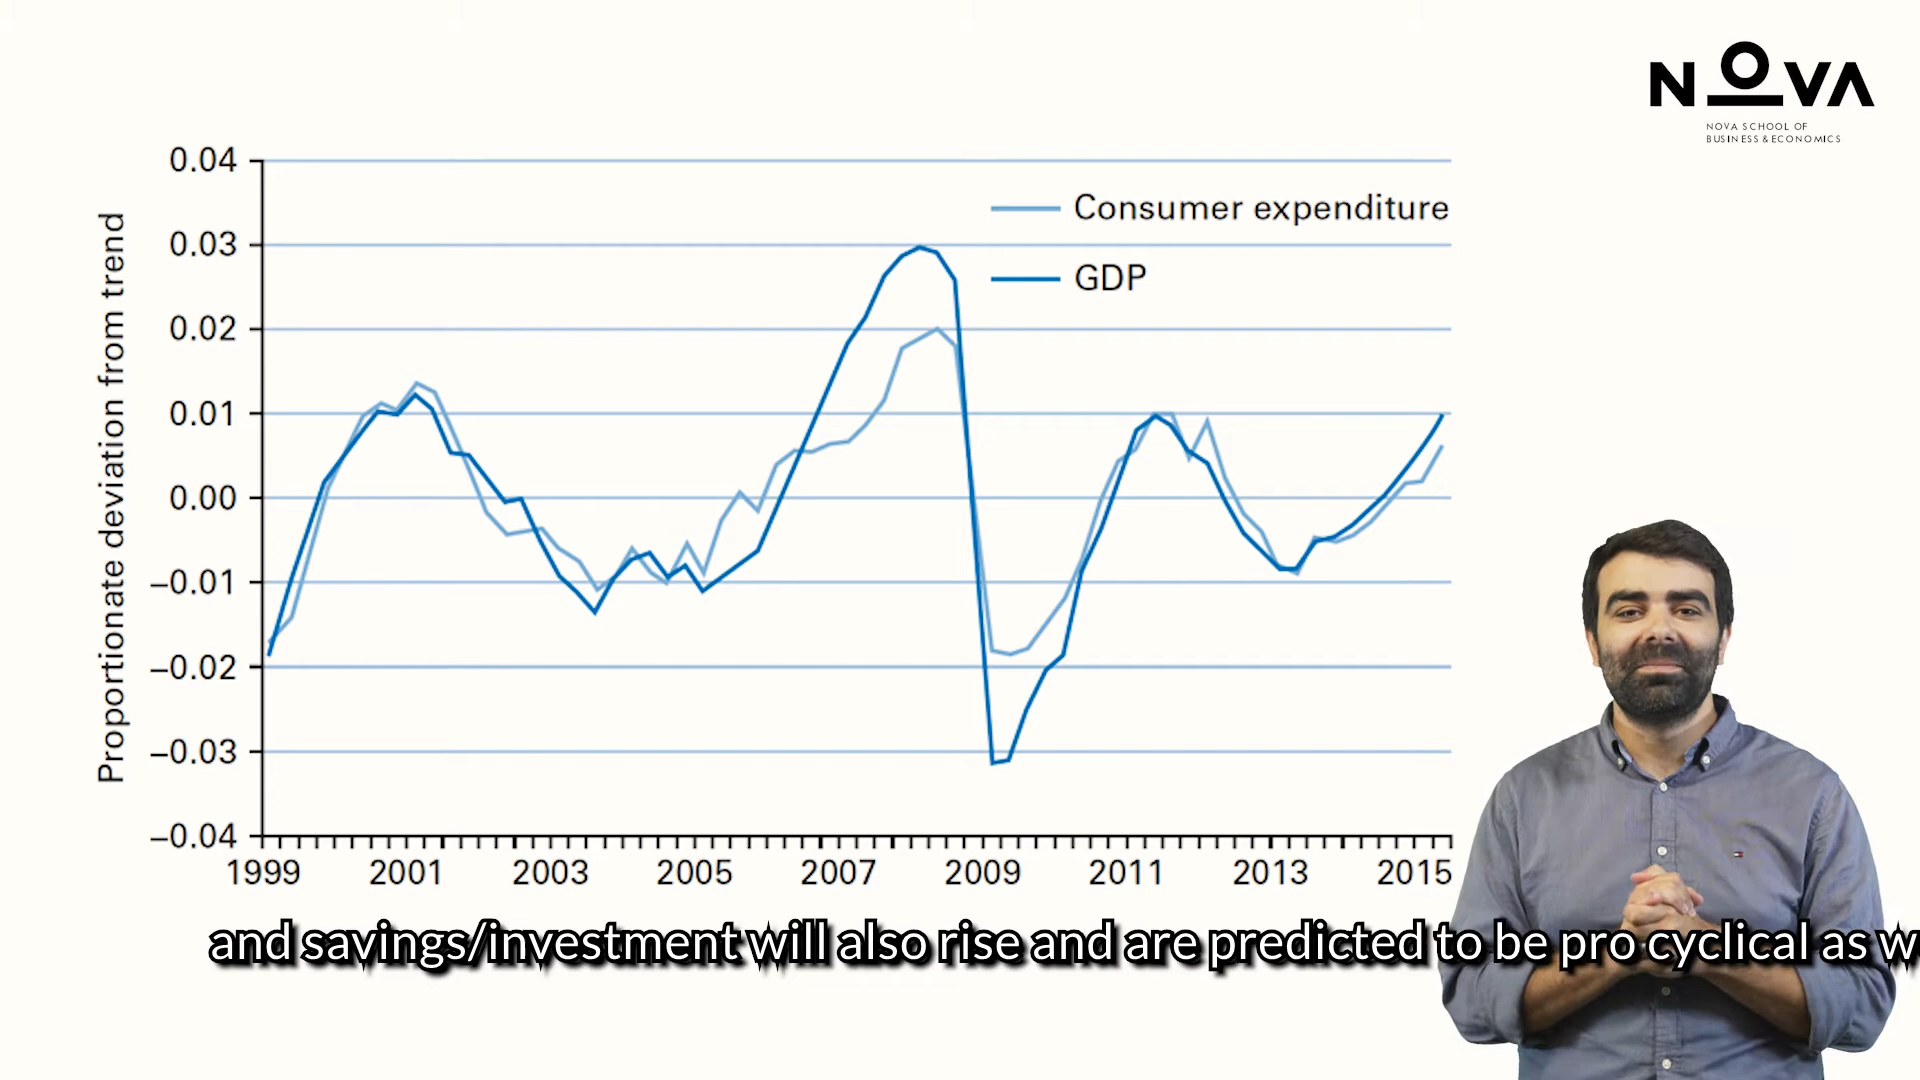 NOVA
NOVA SCHOOL OF
BUSINESS & ECONOMICS
0.04
0.03
0.02
0.01
0.00
−0.01
−0.02
−0.03
−0.04
Proportionate deviation from trend
Consumer expenditure
GDP
1999 2001 2003 2005 2007 2009 2011 2013 2015
and savings/investment will also rise and are predicted to be pro cyclical as w